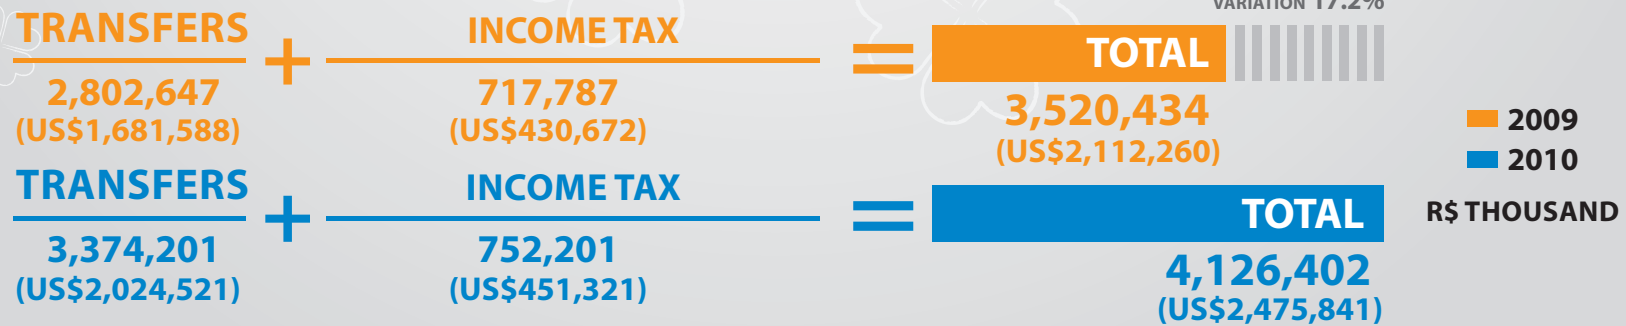 VARIATION 17.2%
TRANSFERS + INCOME TAX = TOTAL
2,802,647 717,787 3,520,434
(US$1,681,588) (US$430,672) (US$2,112,260)
TRANSFERS + INCOME TAX = TOTAL
3,374,201 752,201 4,126,402
(US$2,024,521) (US$451,321) (US$2,475,841)
2009
2010
R$ THOUSAND